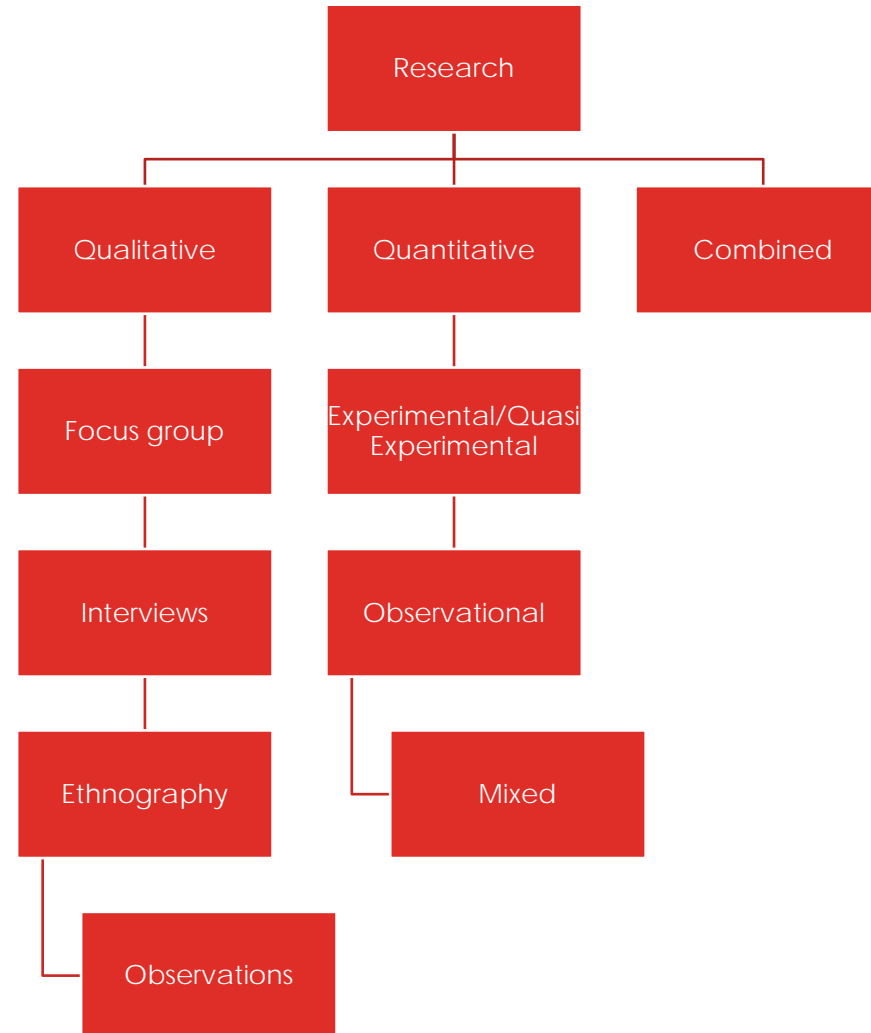 Research
Qualitative
Quantitative
Combined
Focus group
Experimental/Quasi
Experimental
Interviews
Observational
Ethnography
Mixed
Observations